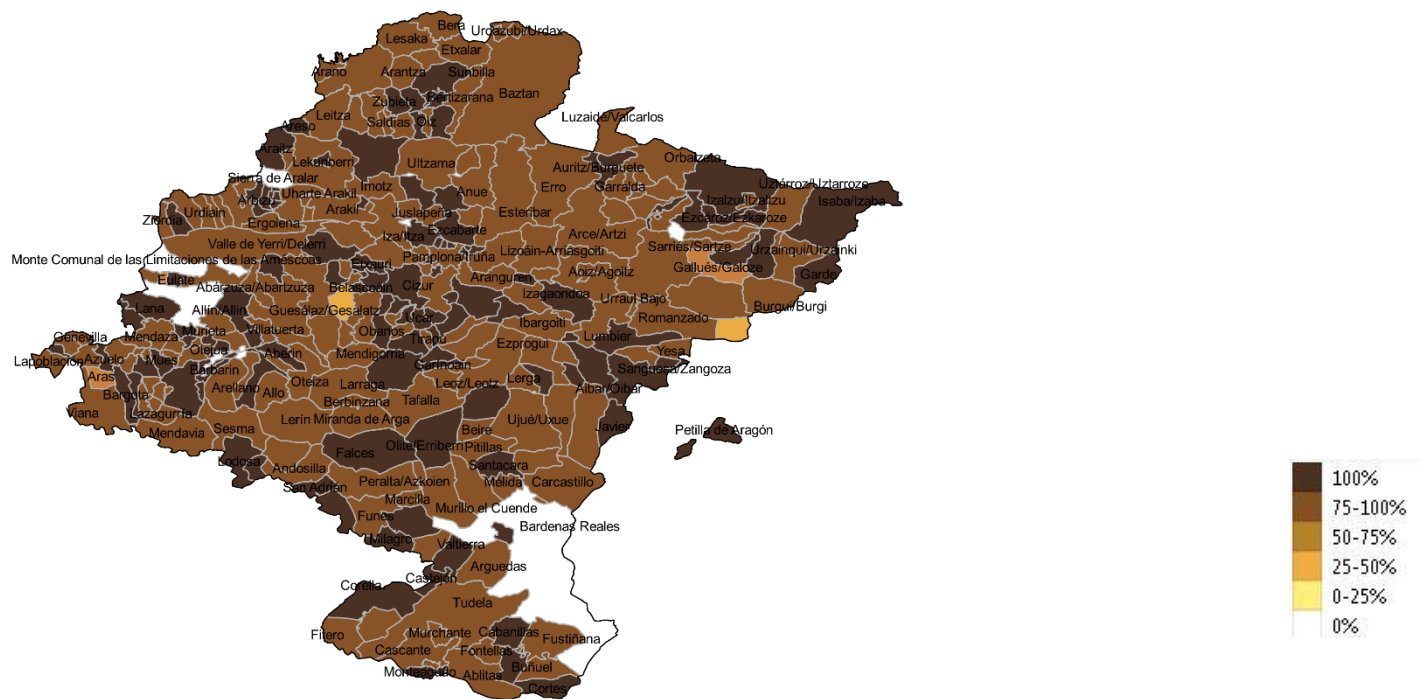 Bera
Urdazubi/Urdax
Lesaka
Etxalar
Arano
Arantza
Sunbilla
Baztan
Zubieta
Bertizarana
Leitza
Saldías
Oiz
Luzaide/Valcarlos
Areso
Araitz
Lekunberri
Ultzama
Auritz/Burguete
Orbaizeta
Sierra de Aralar
Imotz
Anue
Erro
Garralda
Uztárroz/Uztarroze
Uharte Arakil
Arbizu
Izalzu/Itzaltzu
Isaba/Izaba
Arakil
Juslapeña
Esteribar
Ezcároz/Ezkaroze
Ziordia
Urdiain
Ergoiena
Iza/Itza
Ezcabarte
Arce/Artzi
Valle de Yerri/Deierri
Lizoáin-Arriasgoiti
Sarriés/Sartze
Urzainqui/Urzainki
Monte Comunal de las Limitaciones de las Améscoas
Etxauri
Pamplona/Iruña
Aoiz/Agoitz
Gallués/Galoze
Garde
Eulate
Abárzuza/Abartzuza
Belascoáin
Cizur
Aranguren
Izagaondoa
Urraul Bajo
Burgui/Burgi
Lana
Allín/Allin
Guesálaz/Gesalatz
Ucar
Ibargoiti
Romanzado
Genevilla
Mendaza
Murieta
Villatuerta
Obanos
Tirapu
Lumbier
Lapoblación
Azuelo
Mues
Olejua
Aberin
Mendigorria
Garínoain
Ezprogui
Yesa
Aras
Barbarin
Sangüesa/Zangoza
Bargota
Arellano
Allo
Oteiza
Larraga
Leoz/Leotz
Lerga
Aibar/Oibar
Viana
Lazagurría
Berbinzana
Tafalla
Mendavia
Sesma
Lerín
Miranda de Arga
Beire
Ujué/Uxue
Javier
Petilla de Aragón
Lodosa
Andosilla
Falces
Olite/Erriberri
Pitillas
Santacara
San Adrián
Peralta/Azkoien
Mélida
Carcastillo
Marcilla
Funes
Murillo el Cuende
Bardenas Reales
Milagro
Valtierra
Arguedas
Castejón
Corella
Tudela
Fitero
Murchante
Cabanillas
Fustiñana
Cascante
Fontellas
Monteagudo
Ablitas
Buñuel
Cortes
100%
75-100%
50-75%
25-50%
0-25%
0%